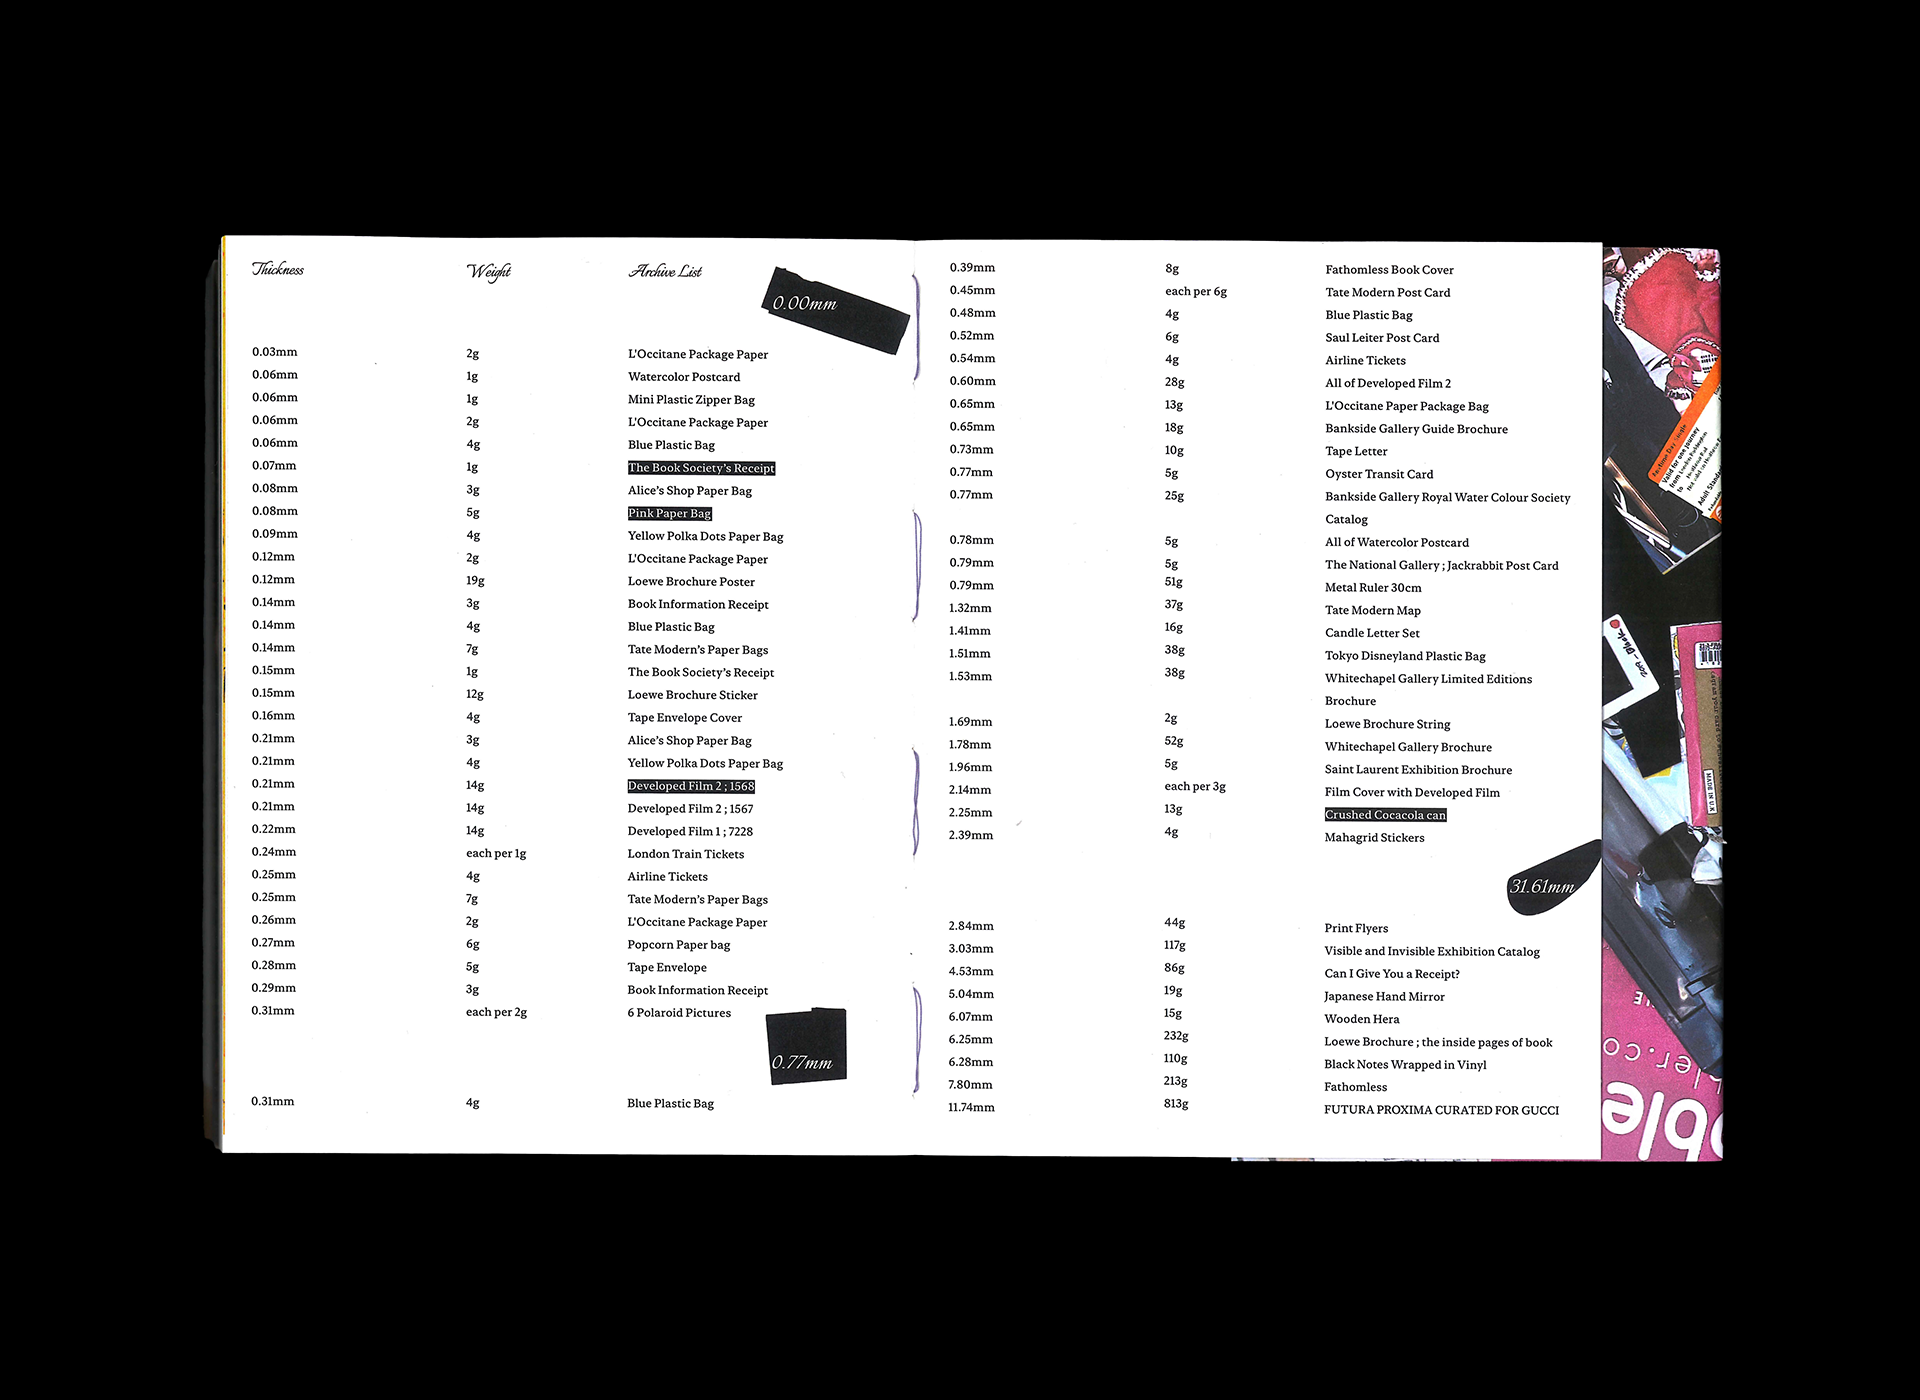 Thickness Weight Archive List
0.00mm
0.03mm 2g L'Occitane Package Paper
0.06mm 1g Watercolor Postcard
0.06mm 1g Mini Plastic Zipper Bag
0.06mm 2g L'Occitane Package Paper
0.06mm 4g Blue Plastic Bag
0.07mm 1g The Book Society's Receipt
0.08mm 3g Alice's Shop Paper Bag
0.08mm 5g Pink Paper Bag
0.09mm 4g Yellow Polka Dots Paper Bag
0.12mm 2g L'Occitane Package Paper
0.12mm 19g Loewe Brochure Poster
0.14mm 3g Book Information Receipt
0.14mm 4g Blue Plastic Bag
0.14mm 7g Tate Modern's Paper Bags
0.15mm 1g The Book Society's Receipt
0.15mm 12g Loewe Brochure Sticker
0.16mm 4g Tape Envelope Cover
0.21mm 3g Alice's Shop Paper Bag
0.21mm 4g Yellow Polka Dots Paper Bag
0.21mm 14g Developed Film 2 ; 1568
0.21mm 14g Developed Film 2 ; 1567
0.22mm 14g Developed Film 1 ; 7228
0.24mm each per 1g London Train Tickets
0.25mm 4g Airline Tickets
0.25mm 7g Tate Modern's Paper Bags
0.26mm 2g L'Occitane Package Paper
0.27mm 6g Popcorn Paper bag
0.28mm 5g Tape Envelope
0.29mm 3g Book Information Receipt
0.31mm each per 2g 6 Polaroid Pictures
0.77mm
0.31mm 4g Blue Plastic Bag
0.39mm 8g Fathomless Book Cover
0.45mm each per 6g Tate Modern Post Card
0.48mm 4g Blue Plastic Bag
0.52mm 6g Saul Leiter Post Card
0.54mm 4g Airline Tickets
0.60mm 28g All of Developed Film 2
0.65mm 13g L'Occitane Paper Package Bag
0.65mm 18g Bankside Gallery Guide Brochure
0.73mm 10g Tape Letter
0.77mm 5g Oyster Transit Card
0.77mm 25g Bankside Gallery Royal Water Colour Society
Catalog
0.78mm 5g All of Watercolor Postcard
0.79mm 5g The National Gallery ; Jackrabbit Post Card
0.79mm 51g Metal Ruler 30cm
1.32mm 37g Tate Modern Map
1.41mm 16g Candle Letter Set
1.51mm 38g Tokyo Disneyland Plastic Bag
1.53mm 38g Whitechapel Gallery Limited Editions
Brochure
1.69mm 2g Loewe Brochure String
1.78mm 52g Whitechapel Gallery Brochure
1.96mm 5g Saint Laurent Exhibition Brochure
2.14mm each per 3g Film Cover with Developed Film
2.25mm 13g Crushed Cocacola can
2.39mm 4g Mahagrid Stickers
31.61mm
2.84mm 44g Print Flyers
3.03mm 117g Visible and Invisible Exhibition Catalog
4.53mm 86g Can I Give You a Receipt?
5.04mm 19g Japanese Hand Mirror
6.07mm 15g Wooden Hera
6.25mm 232g Loewe Brochure ; the inside pages of book
6.28mm 110g Black Notes Wrapped in Vinyl
7.80mm 213g Fathomless
11.74mm 813g FUTURA PROXIMA CURATED FOR GUCCI
Valid for one journey
MADE IN U.K